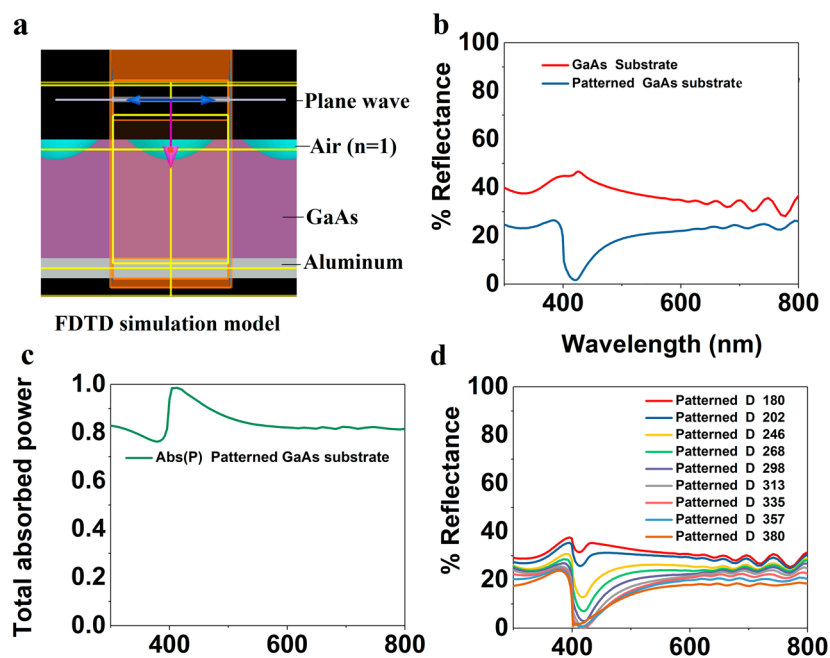 a
Plane wave
Air (n=1)
GaAs
Aluminum
FDTD simulation model
b
100
80
60
40
20
0
% Reflectance
GaAs Substrate
Patterned GaAs substrate
400
600
800
Wavelength (nm)
c
1.0
0.8
0.6
0.4
0.2
0.0
Total absorbed power
Abs(P) Patterned GaAs substrate
400
600
800
d
100
80
60
40
20
0
% Reflectance
Patterned D 180
Patterned D 202
Patterned D 246
Patterned D 268
Patterned D 298
Patterned D 313
Patterned D 335
Patterned D 357
Patterned D 380
400
600
800